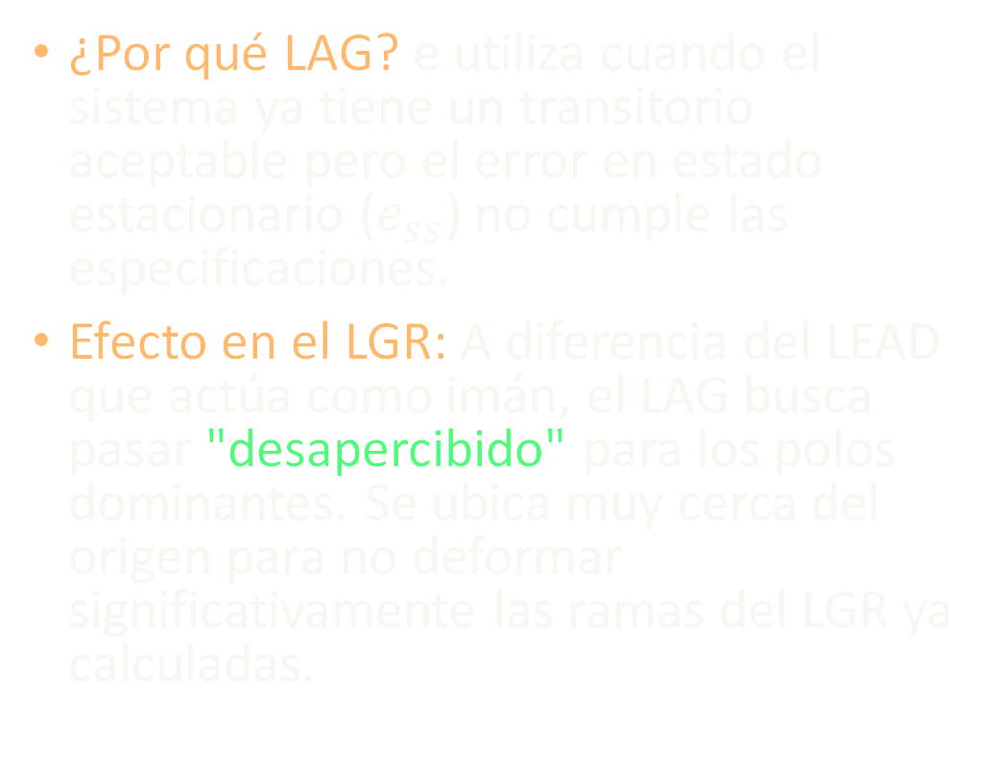 • ¿Por qué LAG? e utiliza cuando el
sistema ya tiene un transitorio
aceptable pero el error en estado
estacionario (𝑒𝑠𝑠) no cumple las
especificaciones.
• Efecto en el LGR: A diferencia del LEAD
que actúa como imán, el LAG busca
pasar "desapercibido" para los polos
dominantes. Se ubica muy cerca del
origen para no deformar
significativamente las ramas del LGR ya
calculadas.